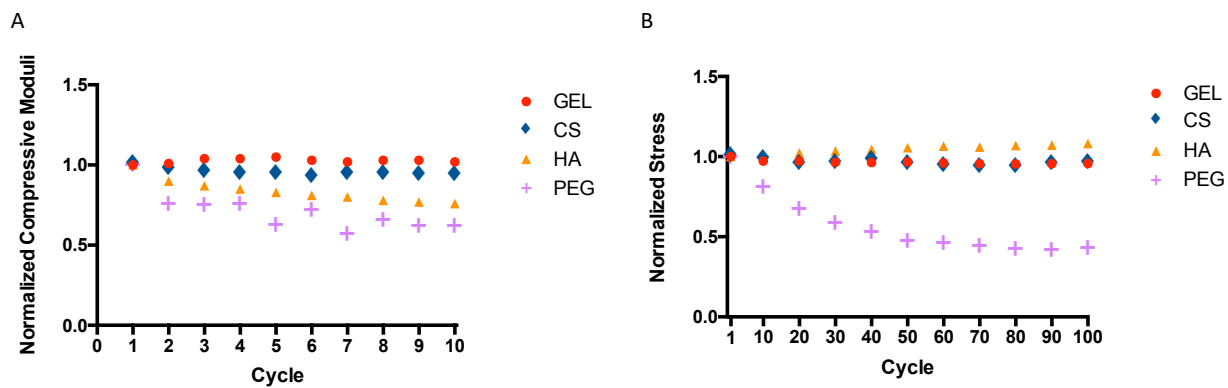 A
Normalized Compressive Moduli
1.5
1.0
0.5
0.0
0 1 2 3 4 5 6 7 8 9 10
Cycle
GEL
CS
HA
PEG
B
Normalized Stress
1.5
1.0
0.5
0.0
1 10 20 30 40 50 60 70 80 90 100
Cycle
GEL
CS
HA
PEG